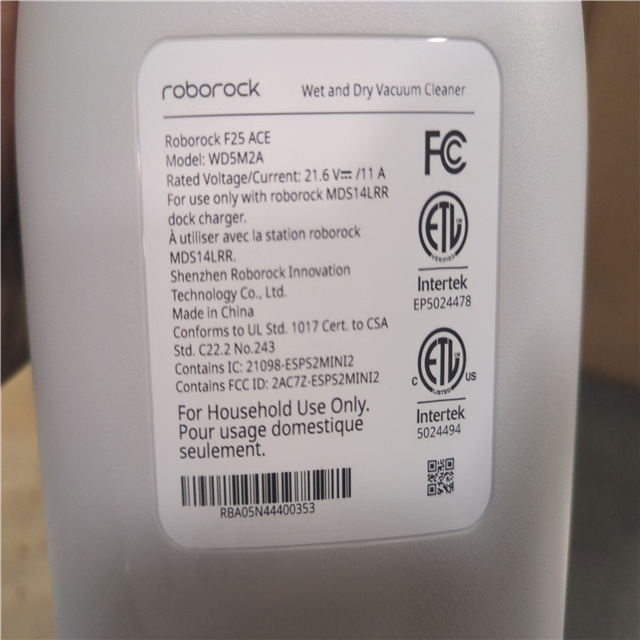 roborock
Wet and Dry Vacuum Cleaner
Roborock F25 ACE
Model: WD5M2A
Rated Voltage/Current: 21.6 V⎓ /11 A
For use only with roborock MDS14LRR
dock charger.
À utiliser avec la station roborock
MDS14LRR.
Shenzhen Roborock Innovation
Technology Co., Ltd.
Made in China
Conforms to UL Std. 1017 Cert. to CSA
Std. C22.2 No.243
Contains IC: 21098-ESPS2MINI2
Contains FCC ID: 2AC7Z-ESPS2MINI2
For Household Use Only.
Pour usage domestique
seulement.
RBA05N44400353
FC
ETL
VERIFIED
Intertek
EP5024478
ETL
C US
LISTED
Intertek
5024494